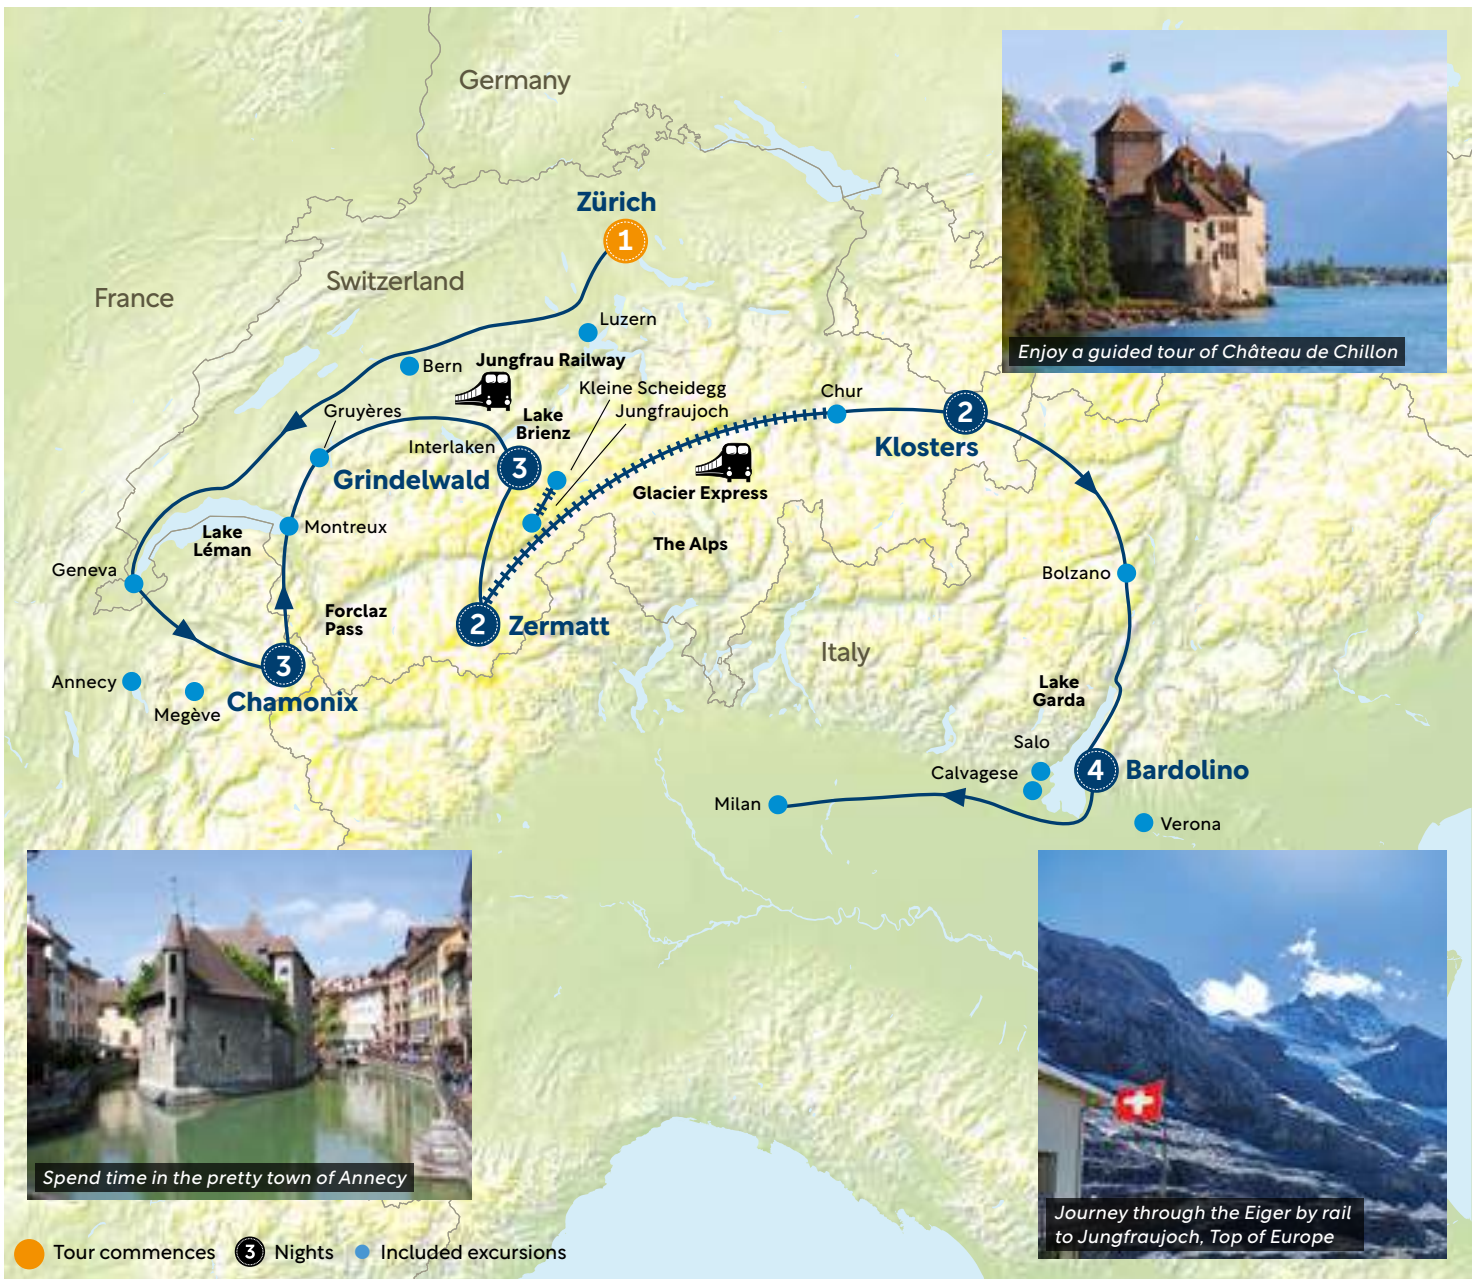 Germany
Enjoy a guided tour of Château de Chillon
Zürich
1
Switzerland
France
Luzern
Bern
Jungfrau Railway
Kleine Scheidegg
Jungfraujoch
Chur
2
Klosters
Gruyères
Lake
Brienz
Interlaken
3
Grindelwald
Glacier Express
Montreux
Lake
Léman
The Alps
Geneva
Bolzano
Forclaz
Pass
2
Zermatt
Italy
3
Chamonix
Annecy
Megève
Lake
Garda
Salo
Calvagese
4
Bardolino
Milan
Verona
Spend time in the pretty town of Annecy
Journey through the Eiger by rail
to Jungfraujoch, Top of Europe
Tour commences
3
Nights
Included excursions